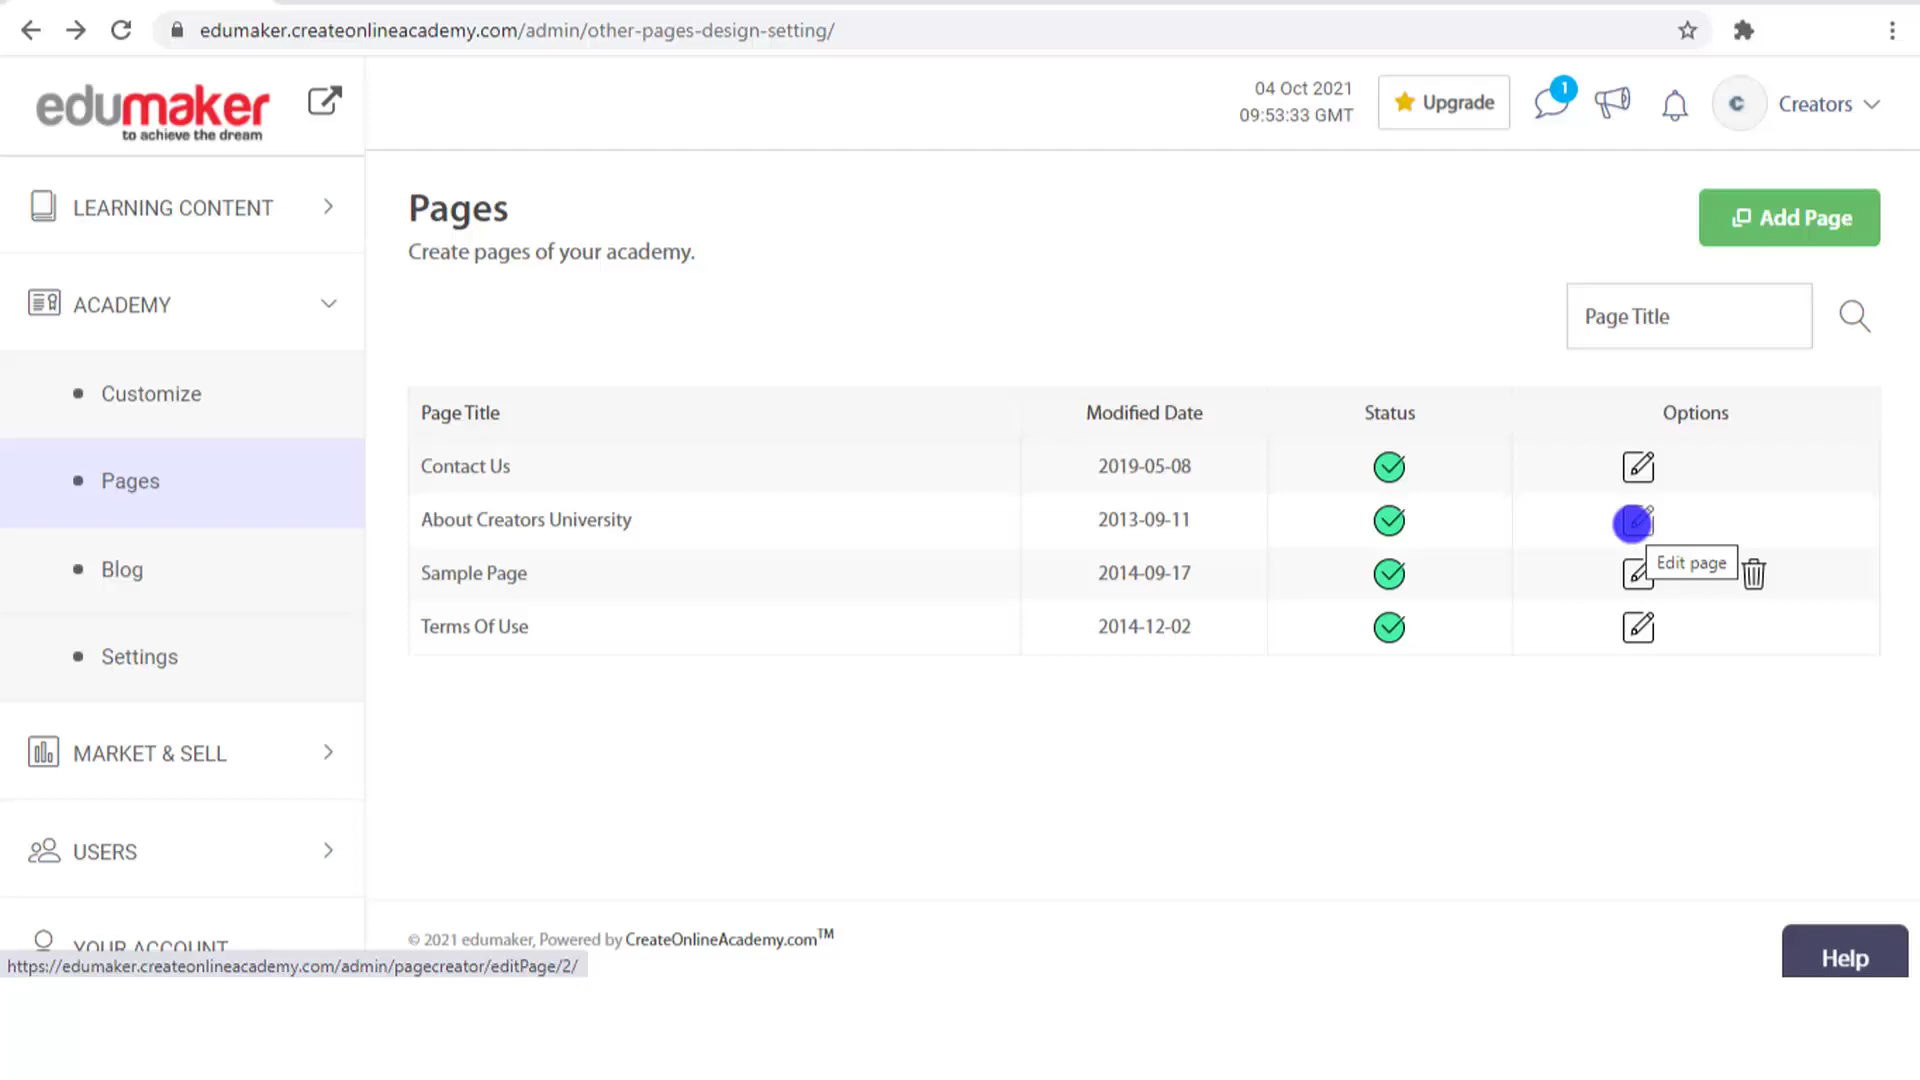 edumaker.createonlineacademy.com/admin/other-pages-design-setting/
edumaker
to achieve the dream
04 Oct 2021
09:53:33 GMT
Upgrade
1
C
Creators
LEARNING CONTENT
ACADEMY
Customize
Pages
Blog
Settings
MARKET & SELL
USERS
YOUR ACCOUNT
Pages
Create pages of your academy.
Add Page
Page Title
Page Title Modified Date Status Options
Contact Us 2019-05-08
About Creators University 2013-09-11
Edit page
Sample Page 2014-09-17
Terms Of Use 2014-12-02
© 2021 edumaker, Powered by CreateOnlineAcademy.com™
Help
https://edumaker.createonlineacademy.com/admin/pagecreator/editPage/2/